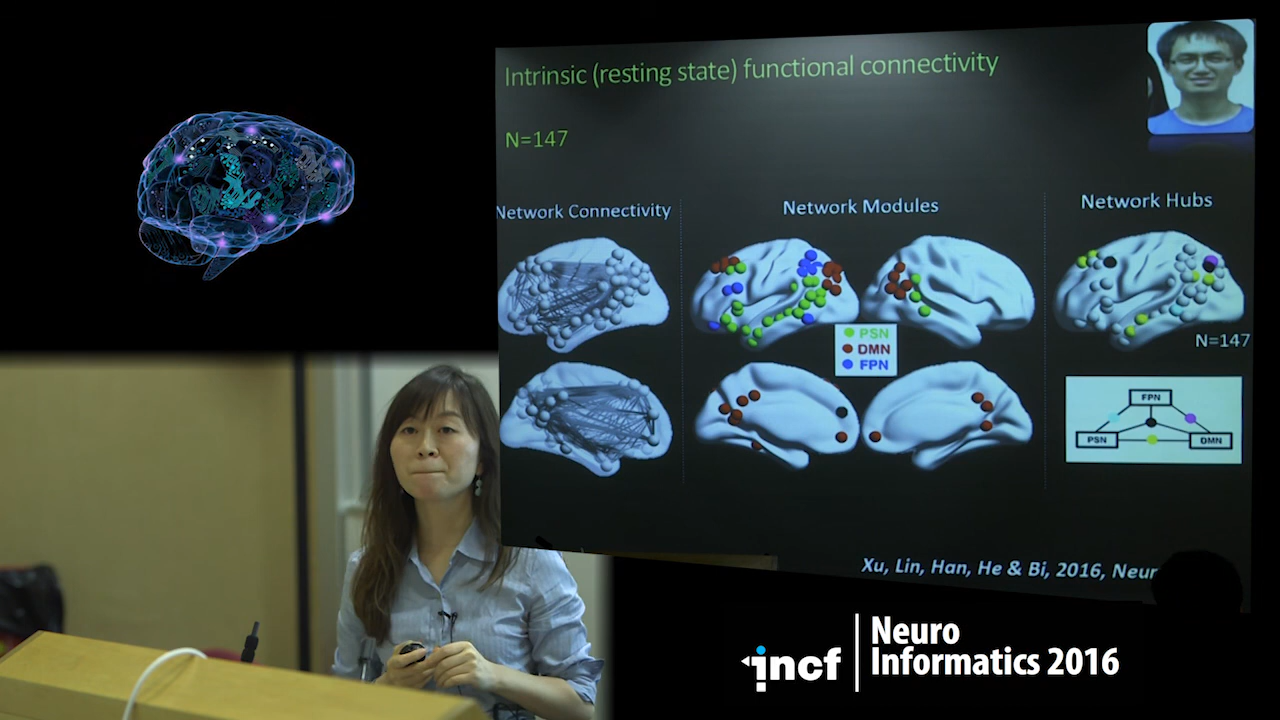 Intrinsic (resting state) functional connectivity
N=147
Network Connectivity
Network Modules
Network Hubs
PSN
DMN
FPN
N=147
FPN
PSN
DMN
Xu, Lin, Han, He & Bi, 2016, Neur
incf
Neuro
Informatics 2016